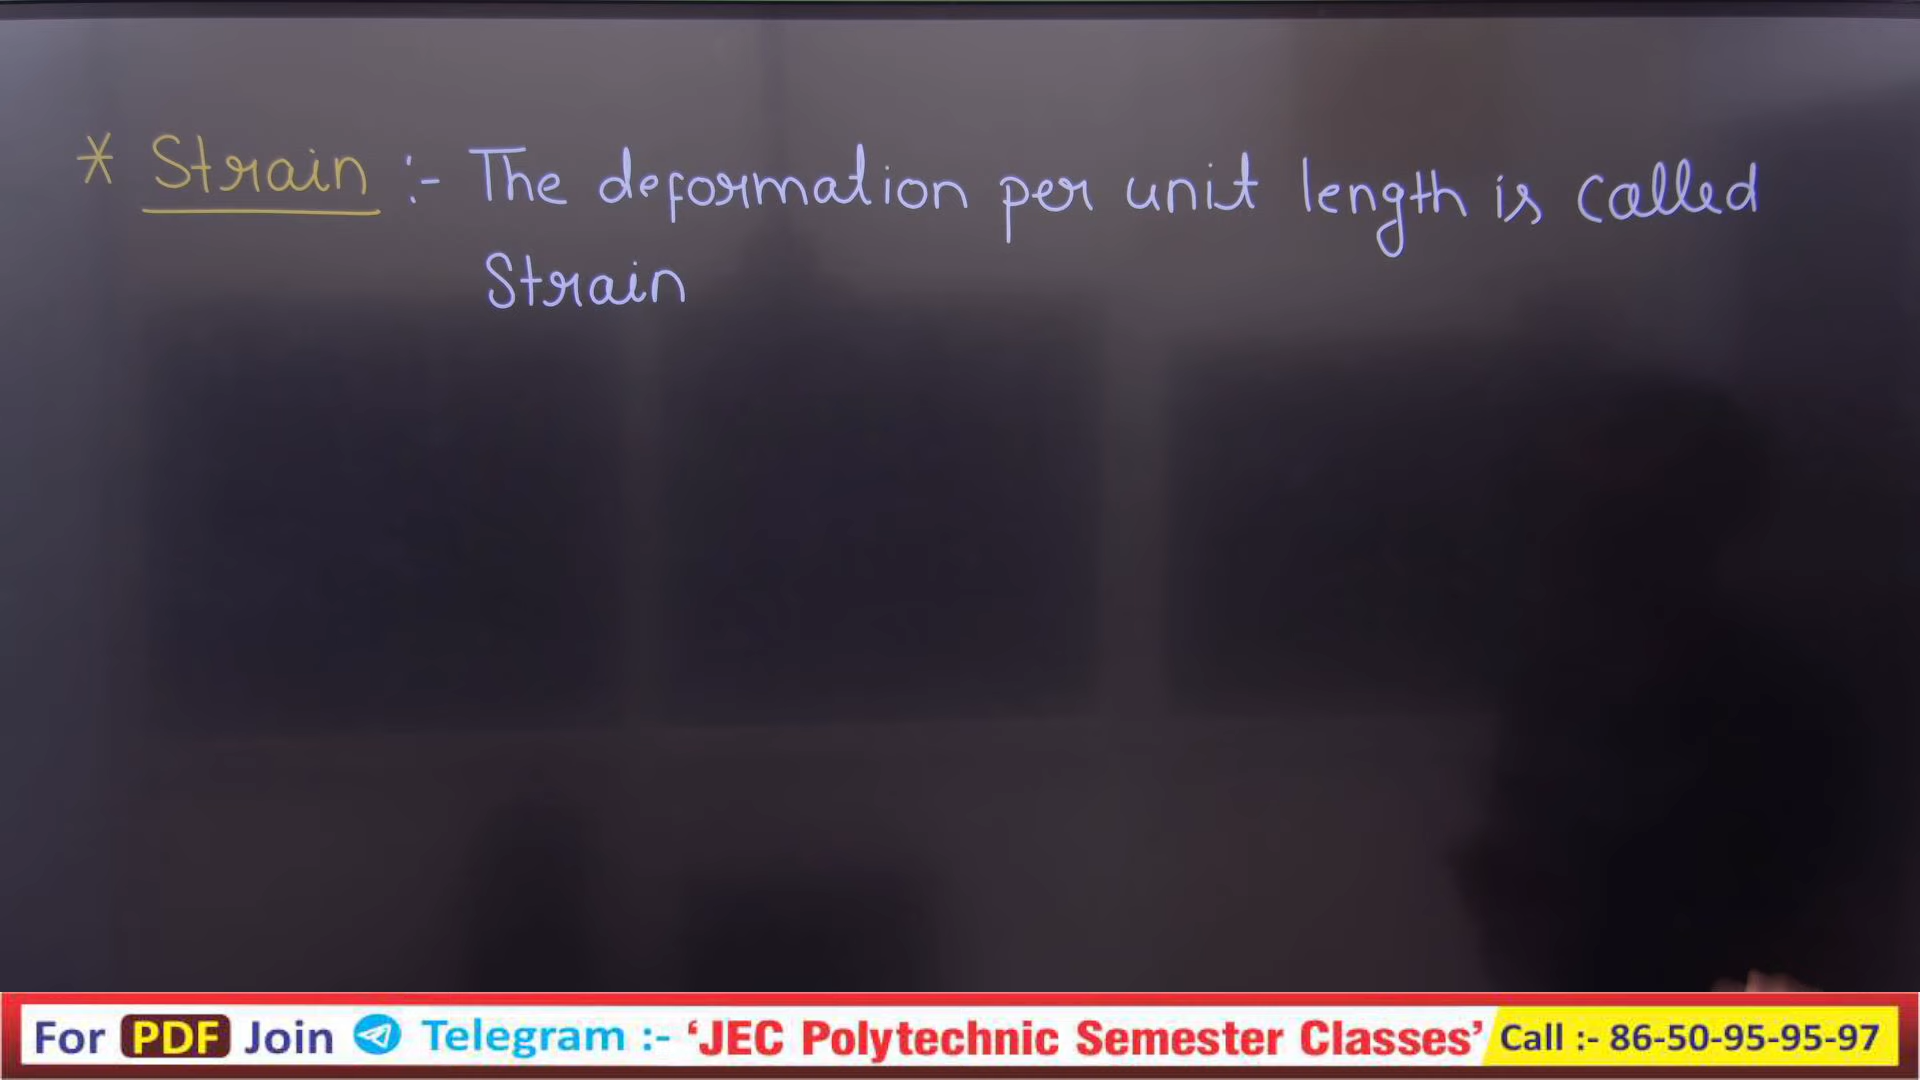 * Strain :- The deformation per unit length is called
Strain
For PDF Join Telegram :- 'JEC Polytechnic Semester Classes' Call :- 86-50-95-95-97